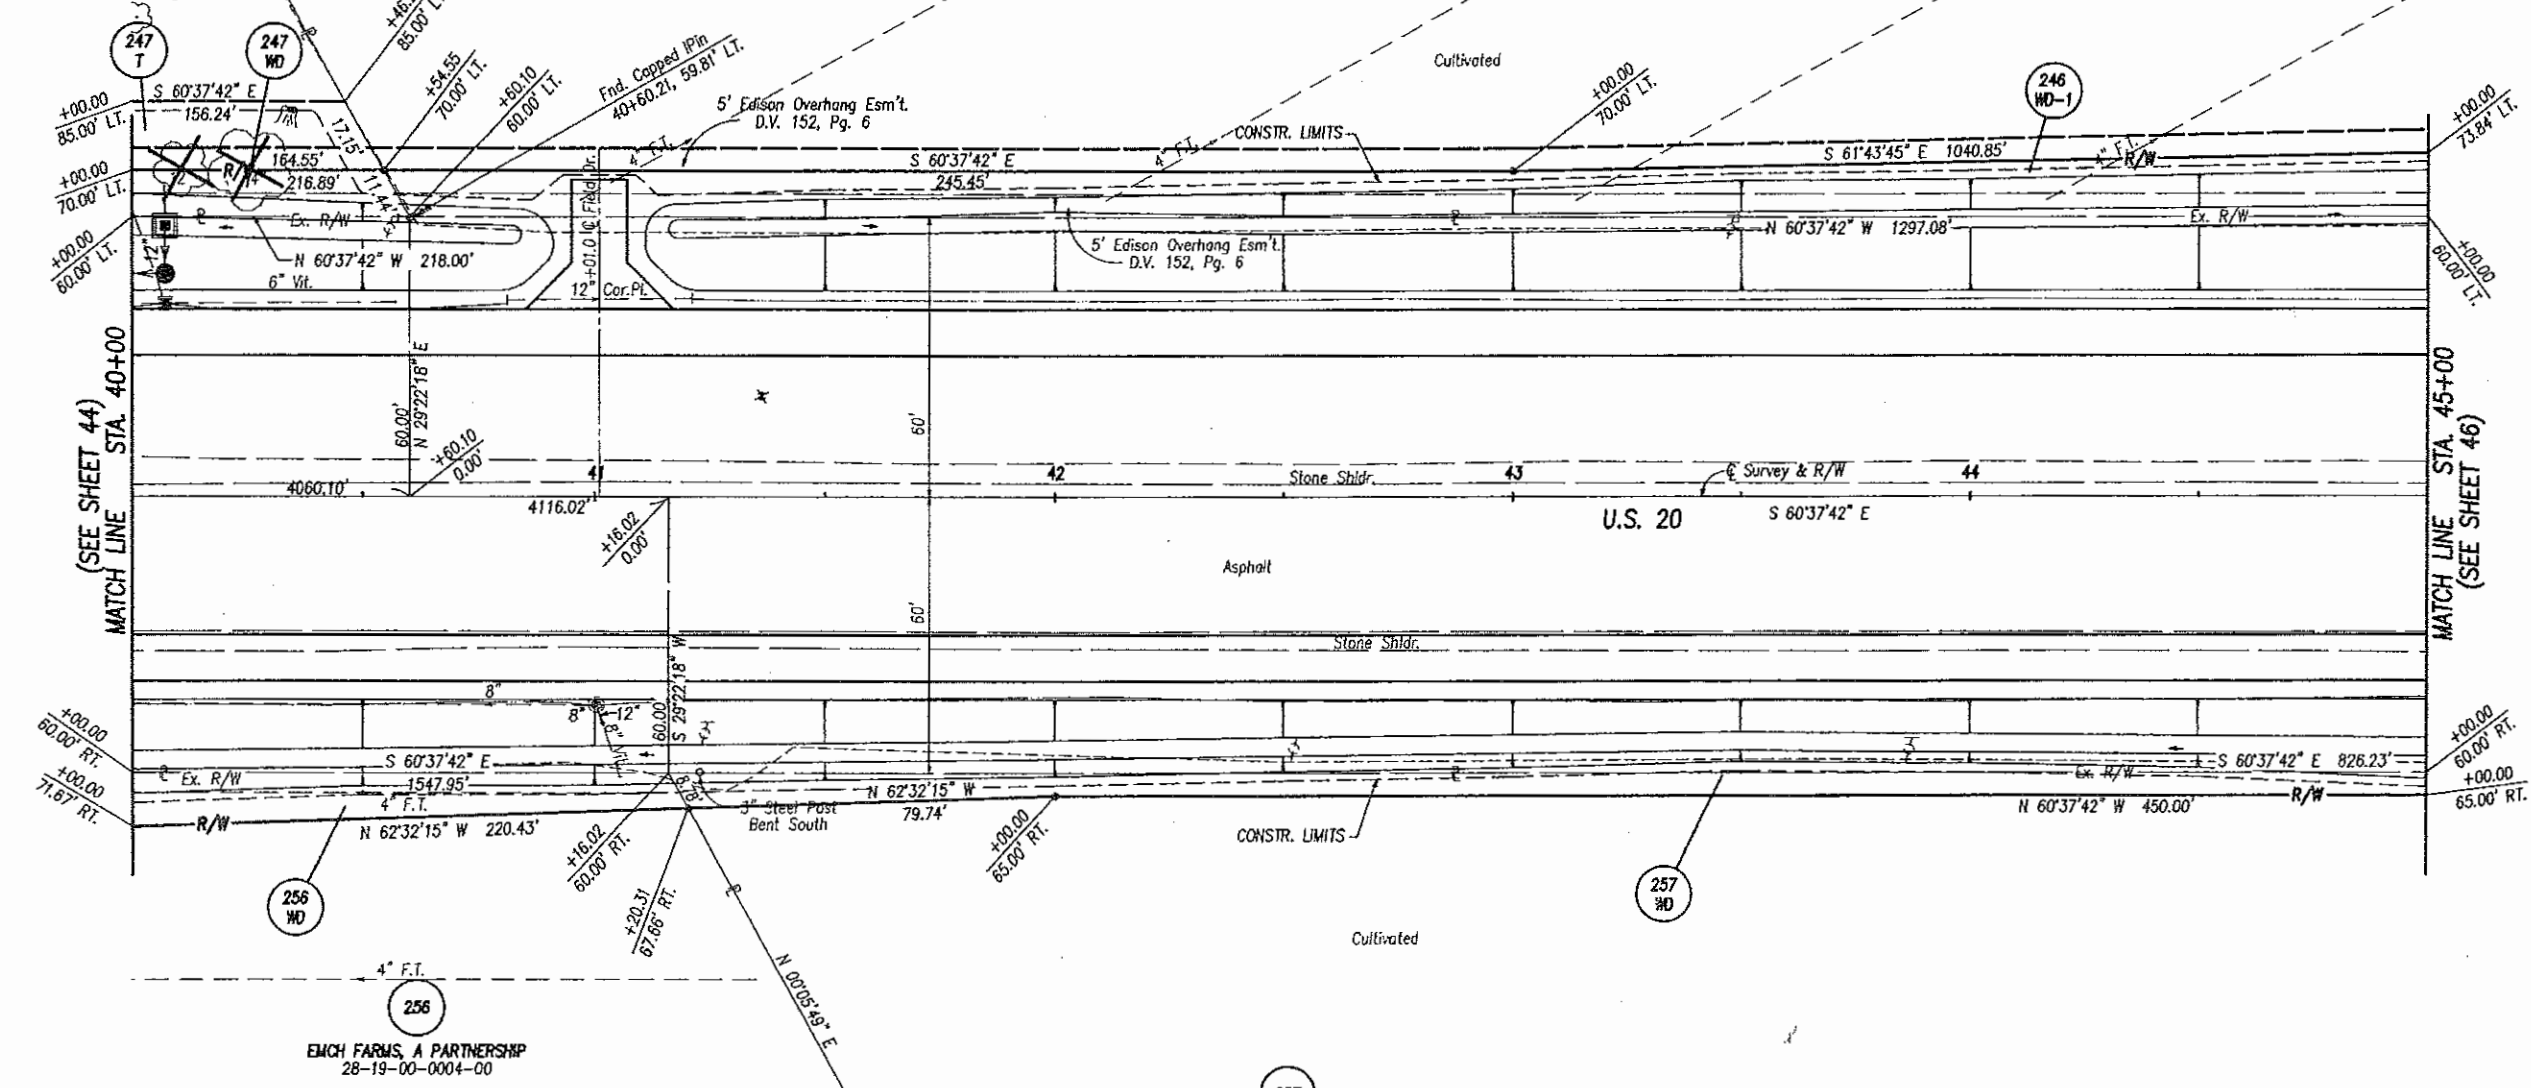 247
T
247
WD
85.00' LT.
+54.55
70.00' LT.
+60.10
60.00' LT.
Fnd. Capped IPin
40+60.21, 59.81' LT.
5' Edison Overhang Esm't.
D.V. 152, Pg. 6
Cultivated
+00.00
70.00' LT.
CONSTR. LIMITS
246
WD-1
+00.00
73.84' LT.
+00.00
85.00' LT.
S 60°37'42" E
156.24'
17.15'
164.55'
216.89'
11.44'
R/W
+00.00
70.00' LT.
4" F.T.
S 60°37'42" E
245.45'
4" F.T.
S 61°43'45" E 1040.85'
4" F.T.
R/W
Ex. R/W
+00.00
60.00' LT.
12"
N 60°37'42" W 218.00'
6" Vit.
+01.0 ℄ Field Dr.
12" Cor.Pi.
5' Edison Overhang Esm't.
D.V. 152, Pg. 6
N 60°37'42" W 1297.08'
Ex. R/W
+00.00
60.00' LT.
(SEE SHEET 44)
MATCH LINE STA. 40+00
60.00'
N 29°22'18" E
+60.10
0.00'
60'
4060.10'
41
42
43
44
Stone Shldr.
℄ Survey & R/W
4116.02'
+16.02
0.00'
U.S. 20
S 60°37'42" E
Asphalt
MATCH LINE STA. 45+00
(SEE SHEET 46)
60'
Stone Shldr.
60.00
S 29°22'18" W
8"
8"
12"
8" Vit.
+00.00
60.00' RT.
+00.00
71.67' RT.
S 60°37'42" E
Ex. R/W
1547.95'
4" F.T.
R/W
N 62°32'15" W 220.43'
8.78'
3" Steel Post
Bent South
N 62°32'15" W
79.74'
+16.02
60.00' RT.
+20.31
67.66' RT.
+00.00
65.00' RT.
CONSTR. LIMITS
S 60°37'42" E 826.23'
Ex. R/W
N 60°37'42" W 450.00'
R/W
+00.00
60.00' RT.
+00.00
65.00' RT.
256
WD
257
WD
Cultivated
N 00°05'49" E
4" F.T.
256
EMCH FARMS, A PARTNERSHIP
28-19-00-0004-00